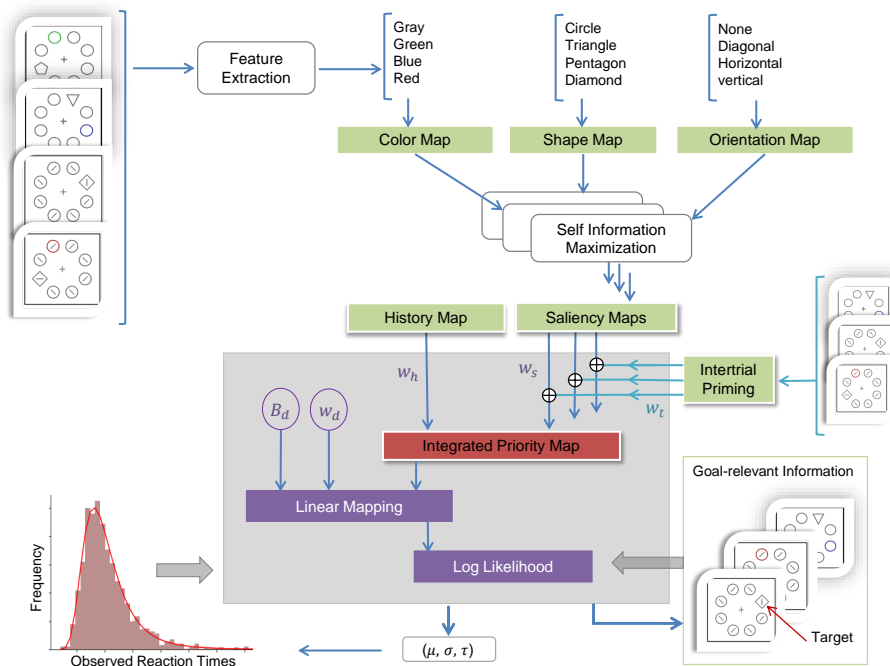 Feature
Extraction
Gray
Green
Blue
Red
Circle
Triangle
Pentagon
Diamond
None
Diagonal
Horizontal
vertical
Color Map
Shape Map
Orientation Map
Self Information
Maximization
History Map
Saliency Maps
Intertrial
Priming
w_h
w_s
w_t
B_d
w_d
Integrated Priority Map
Linear Mapping
Log Likelihood
Goal-relevant Information
Target
Frequency
Observed Reaction Times
(μ, σ, τ)